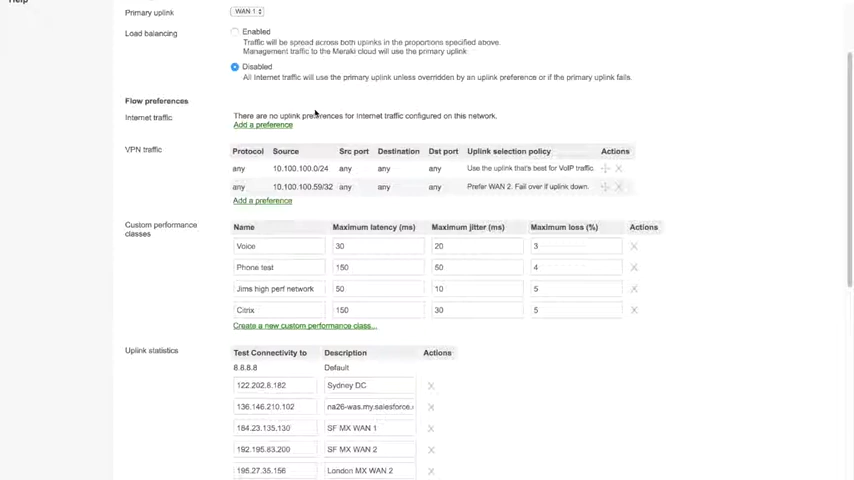 Help
Primary uplink WAN 1
Load balancing Enabled
Traffic will be spread across both uplinks in the proportions specified above.
Management traffic to the Meraki cloud will use the primary uplink
Disabled
All Internet traffic will use the primary uplink unless overridden by an uplink preference or if the primary uplink fails.
Flow preferences
Internet traffic There are no uplink preferences for Internet traffic configured on this network.
Add a preference
VPN traffic Protocol Source Src port Destination Dst port Uplink selection policy Actions
any 10.100.100.0/24 any any any Use the uplink that's best for VoIP traffic X
any 10.100.100.59/32 any any any Prefer WAN 2. Fail over if uplink down. X
Add a preference
Custom performance classes Name Maximum latency (ms) Maximum jitter (ms) Maximum loss (%) Actions
Voice 30 20 3 X
Phone test 150 50 4 X
Jims high perf network 50 10 5 X
Citrix 150 30 5 X
Create a new custom performance class...
Uplink statistics Test Connectivity to Description Actions
8.8.8.8 Default
122.202.8.182 Sydney DC X
136.146.210.102 na26-was.my.salesforce. X
184.23.135.130 SF MX WAN 1 X
192.195.83.200 SF MX WAN 2 X
195.27.35.156 London MX WAN 2 X